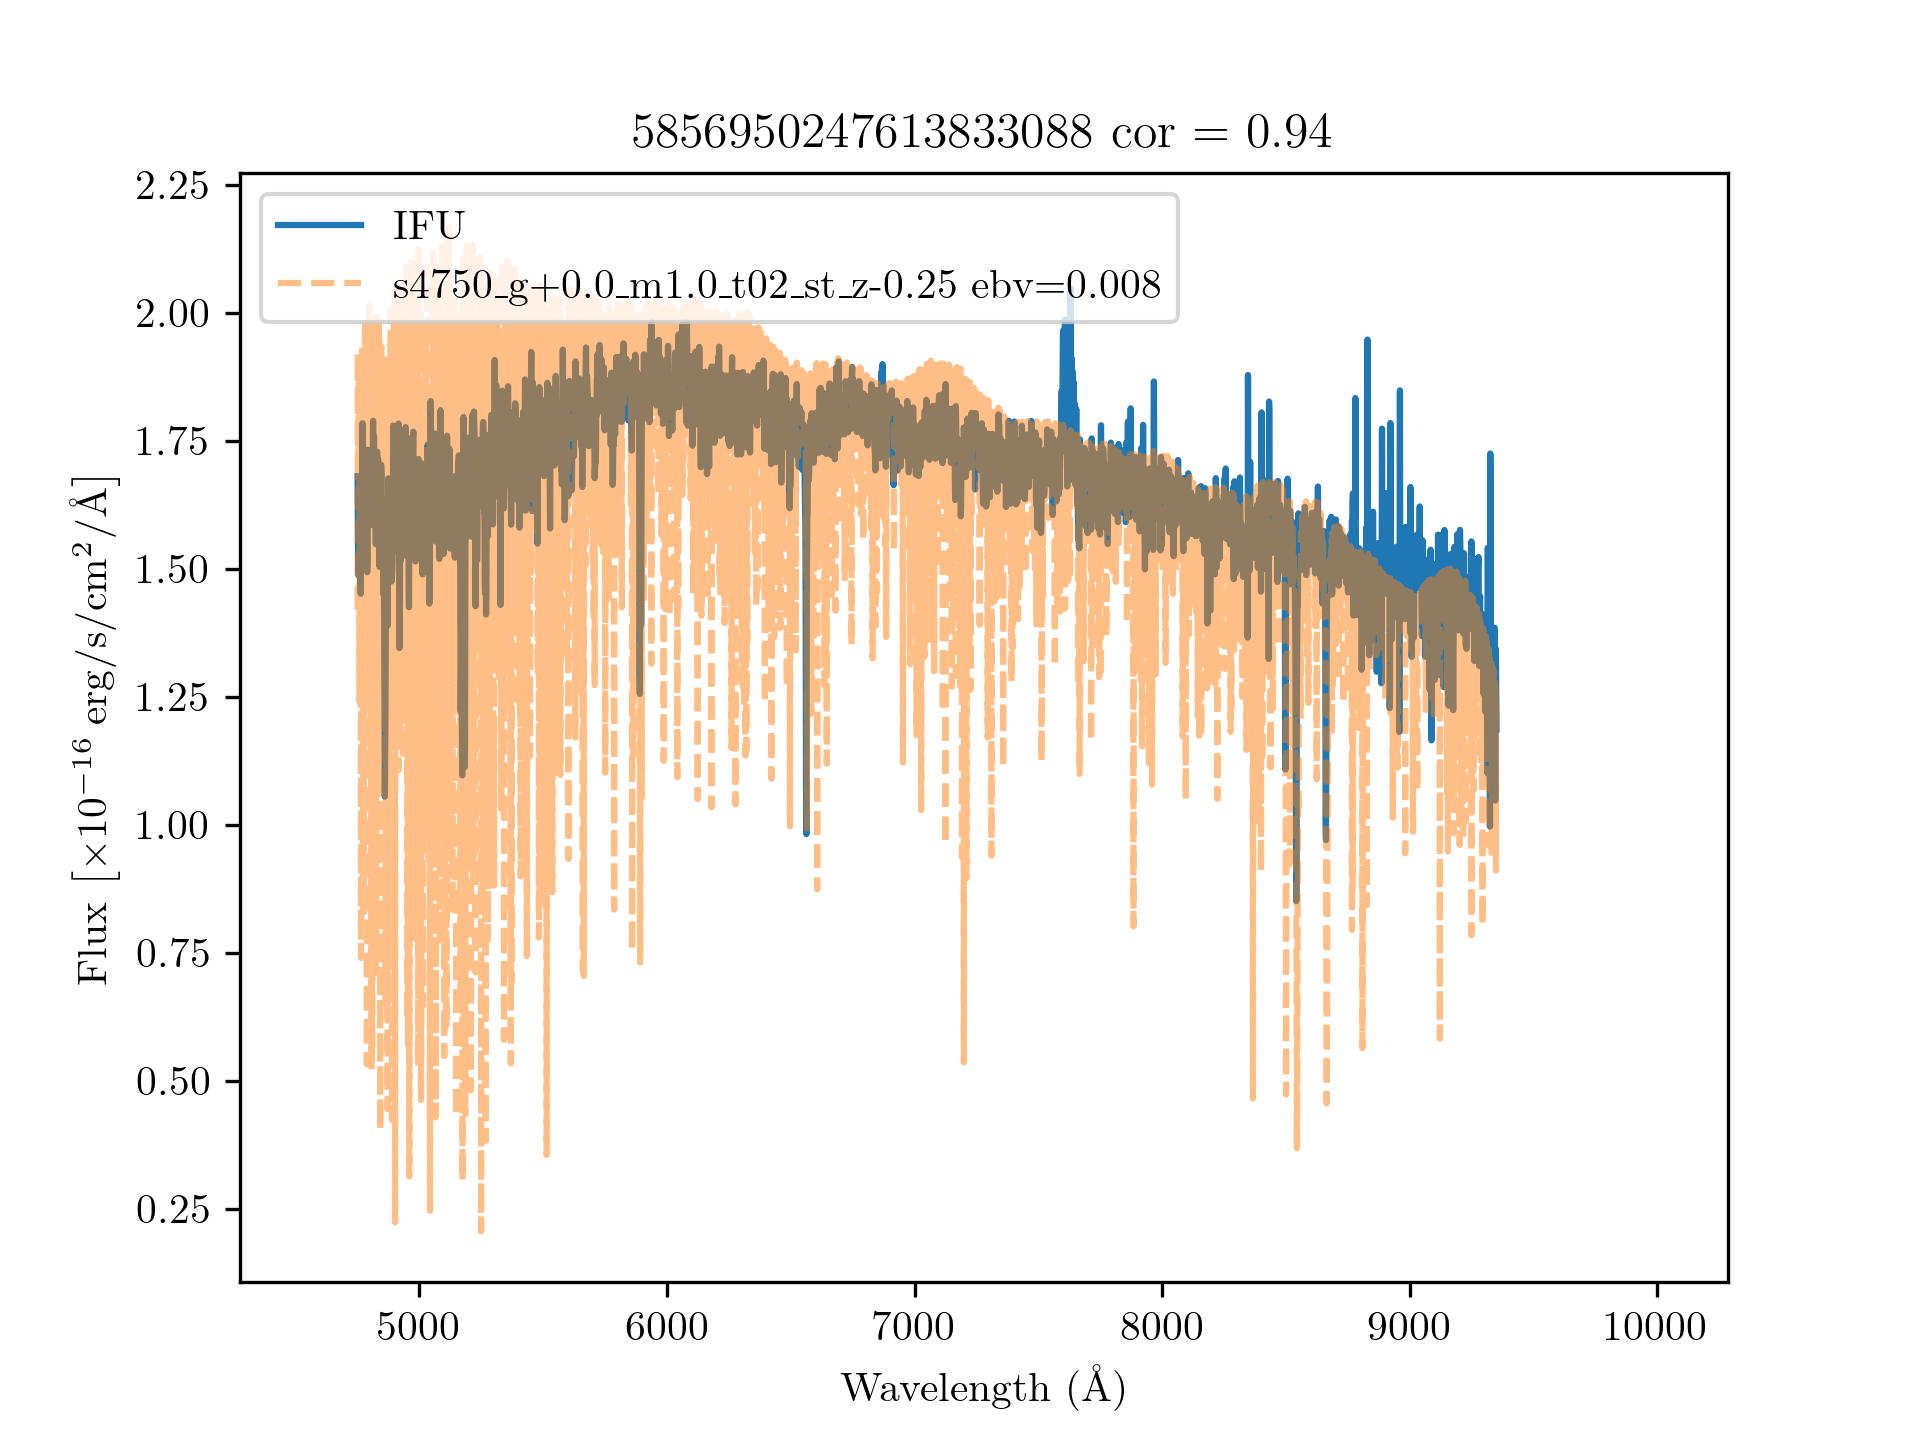 5856950247613833088 cor = 0.94
IFU
s4750_g+0.0_m1.0_t02_st_z-0.25 ebv=0.008
2.25
2.00
1.75
1.50
1.25
1.00
0.75
0.50
0.25
Flux [×10⁻¹⁶ erg/s/cm²/Å]
5000 6000 7000 8000 9000 10000
Wavelength (Å)